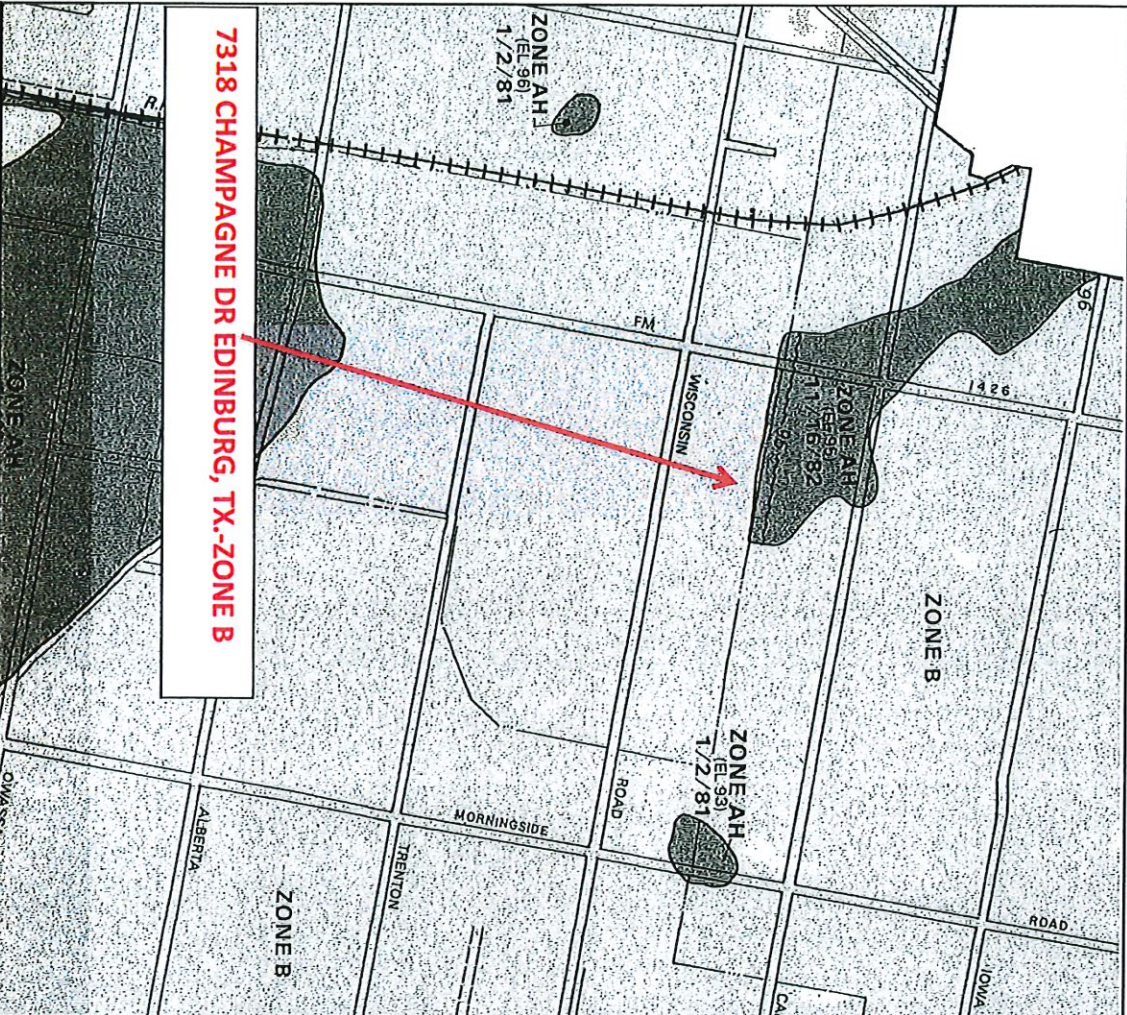 ZONE AH
(EL 96)
1/2/81
7318 CHAMPAGNE DR EDINBURG, TX.-ZONE B
96
FM
1426
ZONE AH
11/16/82
WISCONSIN
ROAD
ZONE B
ZONE AH
(EL 93)
1/2/81
ZONE AH
MORNINGSIDE
ROAD
ALBERTA
TRENTON
IOWA
ZONE B